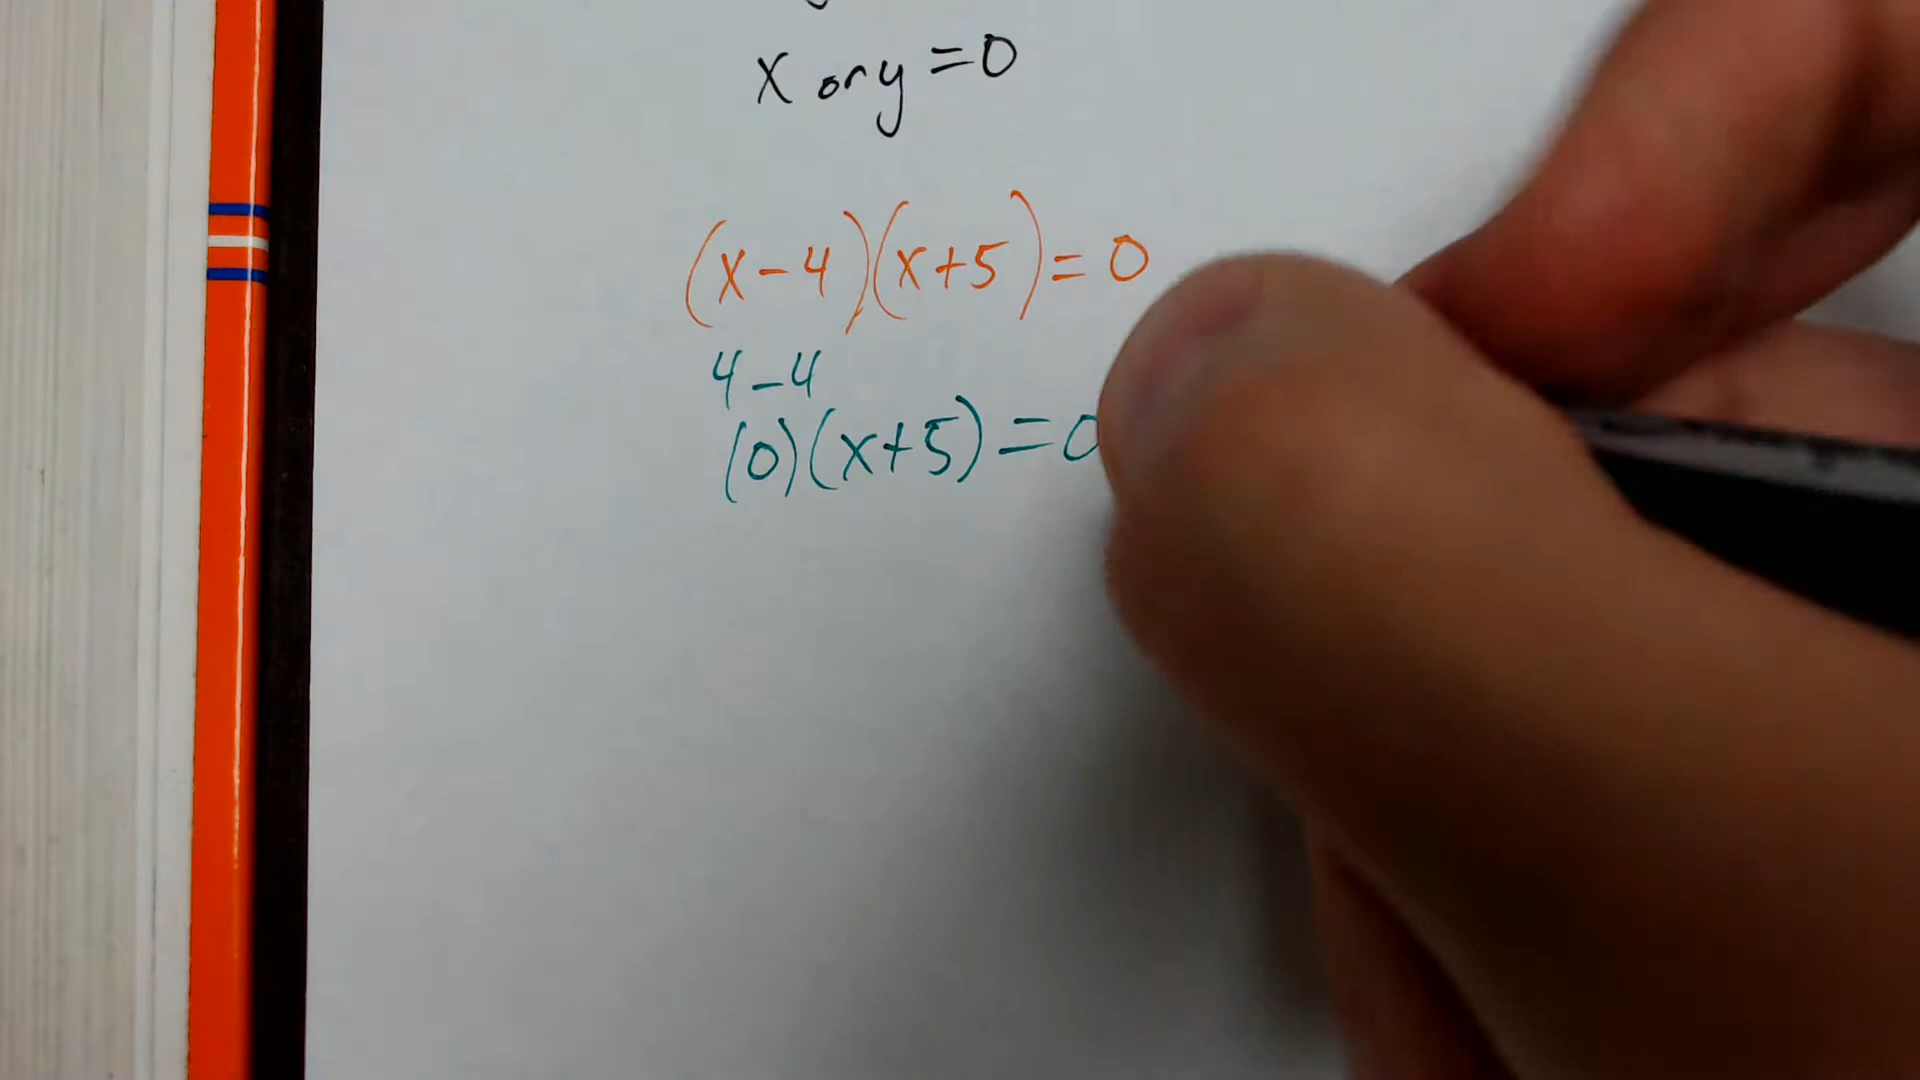 x or y = 0
(x-4)(x+5) = 0
4-4
(0)(x+5) = 0